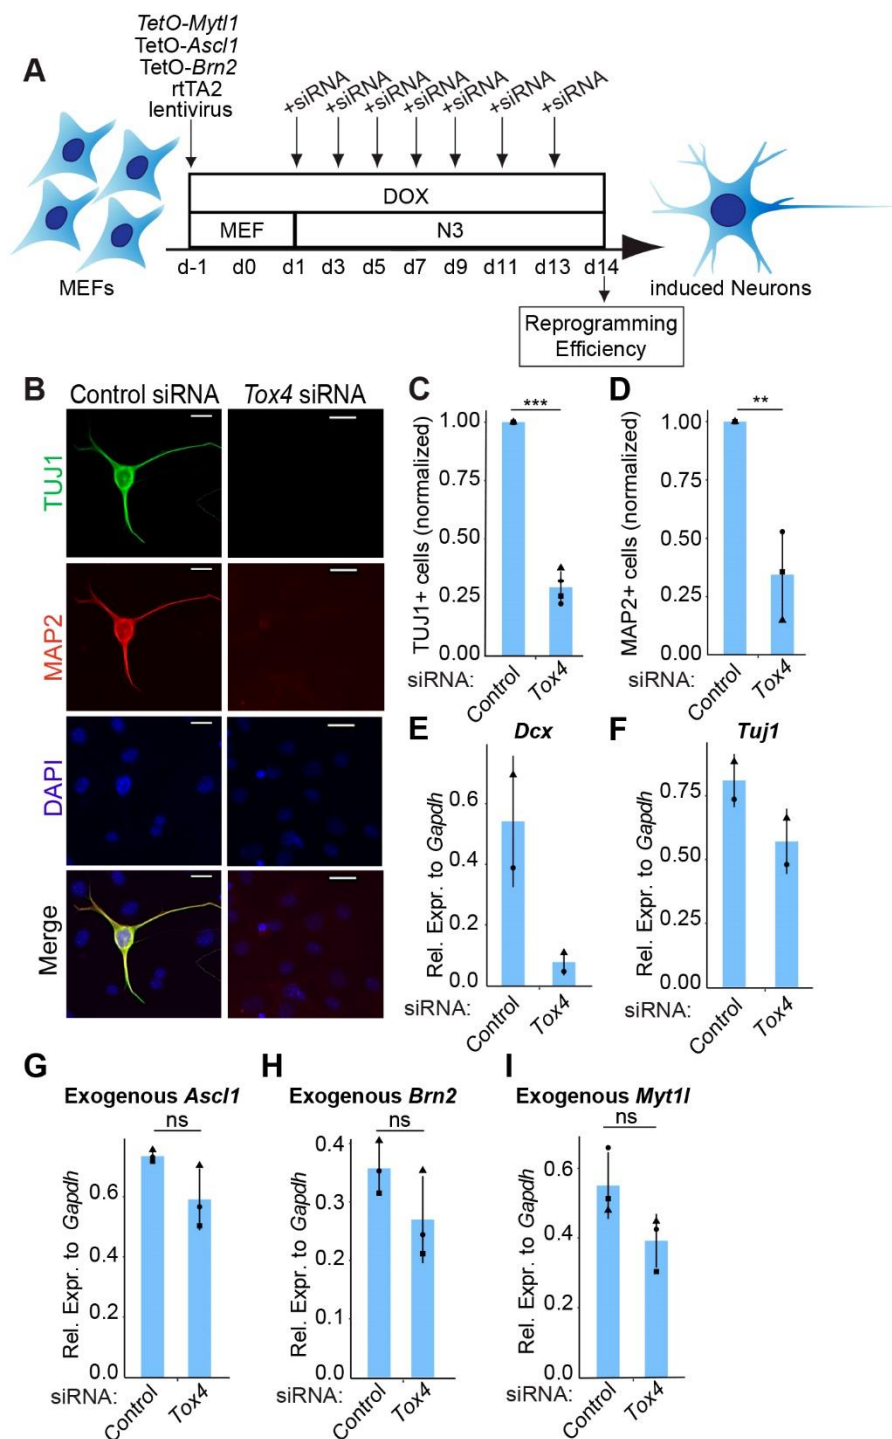 TetO-Mytl1
TetO-Ascl1
TetO-Brn2
rtTA2
lentivirus
A
+siRNA +siRNA +siRNA +siRNA +siRNA +siRNA +siRNA
DOX
MEF N3
d-1 d0 d1 d3 d5 d7 d9 d11 d13 d14
MEFs
induced Neurons
Reprogramming
Efficiency
B
Control siRNA Tox4 siRNA
TUJ1
MAP2
DAPI
Merge
C
***
TUJ1+ cells (normalized)
1.00
0.75
0.50
0.25
0.00
siRNA:
Control
Tox4
D
**
MAP2+ cells (normalized)
1.00
0.75
0.50
0.25
0.00
siRNA:
Control
Tox4
E
Dcx
Rel. Expr. to Gapdh
0.6
0.4
0.2
0.0
siRNA:
Control
Tox4
F
Tuj1
Rel. Expr. to Gapdh
0.75
0.50
0.25
0.00
siRNA:
Control
Tox4
G
Exogenous Ascl1
ns
Rel. Expr. to Gapdh
0.6
0.4
0.2
0.0
siRNA:
Control
Tox4
H
Exogenous Brn2
ns
Rel. Expr. to Gapdh
0.4
0.3
0.2
0.1
0.0
siRNA:
Control
Tox4
I
Exogenous Myt1l
ns
Rel. Expr. to Gapdh
0.6
0.4
0.2
0.0
siRNA:
Control
Tox4